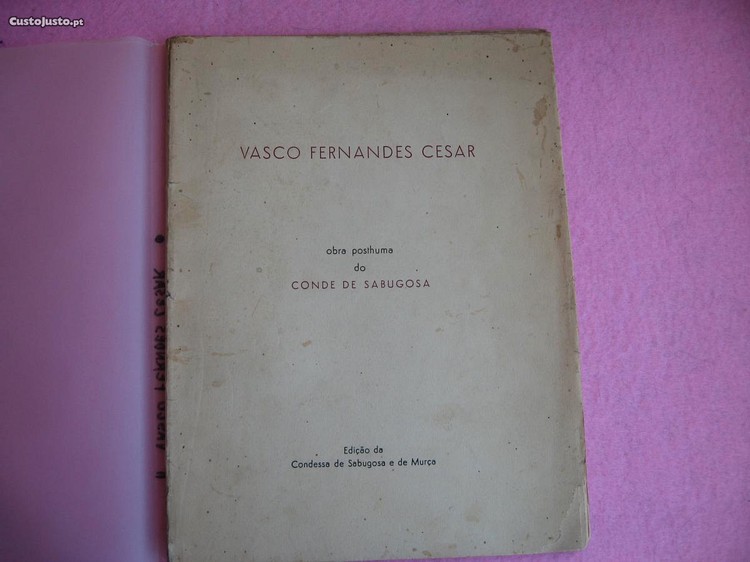 CustoJusto.pt
VASCO FERNANDES CESAR
obra posthuma
do
CONDE DE SABUGOSA
Edição da
Condessa de Sabugosa e de Murça